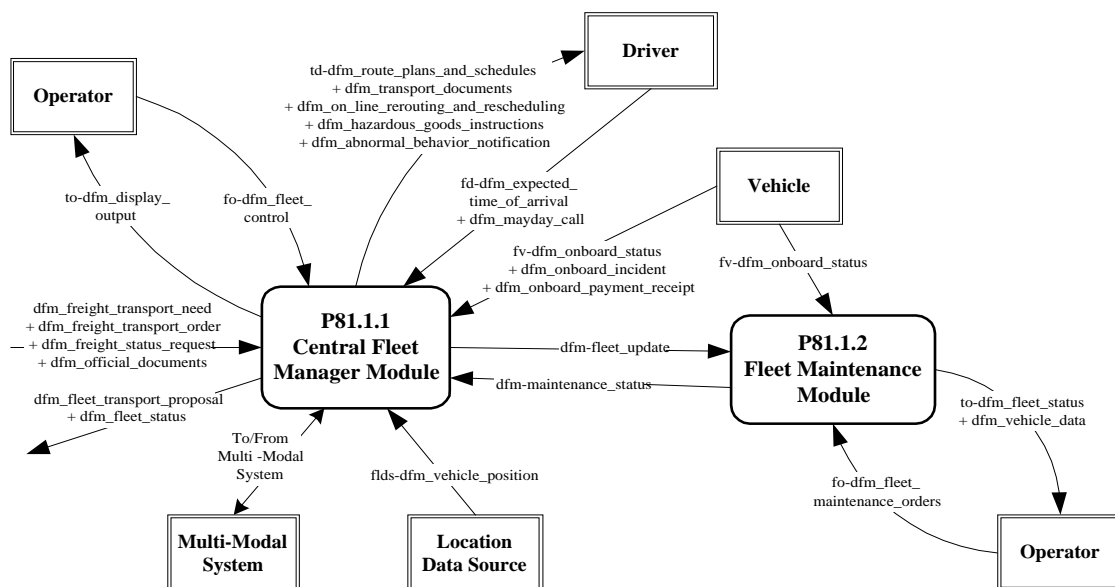 Driver
Operator
td-dfm_route_plans_and_schedules
+ dfm_transport_documents
+ dfm_on_line_rerouting_and_rescheduling
+ dfm_hazardous_goods_instructions
+ dfm_abnormal_behavior_notification
to-dfm_display_
output
fo-dfm_fleet_
control
fd-dfm_expected_
time_of_arrival
+ dfm_mayday_call
Vehicle
fv-dfm_onboard_status
+ dfm_onboard_incident
+ dfm_onboard_payment_receipt
fv-dfm_onboard_status
dfm_freight_transport_need
+ dfm_freight_transport_order
+ dfm_freight_status_request
+ dfm_official_documents
P81.1.1
Central Fleet
Manager Module
dfm-fleet_update
dfm-maintenance_status
P81.1.2
Fleet Maintenance
Module
dfm_fleet_transport_proposal
+ dfm_fleet_status
to-dfm_fleet_status
+ dfm_vehicle_data
To/From
Multi -Modal
System
flds-dfm_vehicle_position
fo-dfm_fleet_
maintenance_orders
Multi-Modal
System
Location
Data Source
Operator